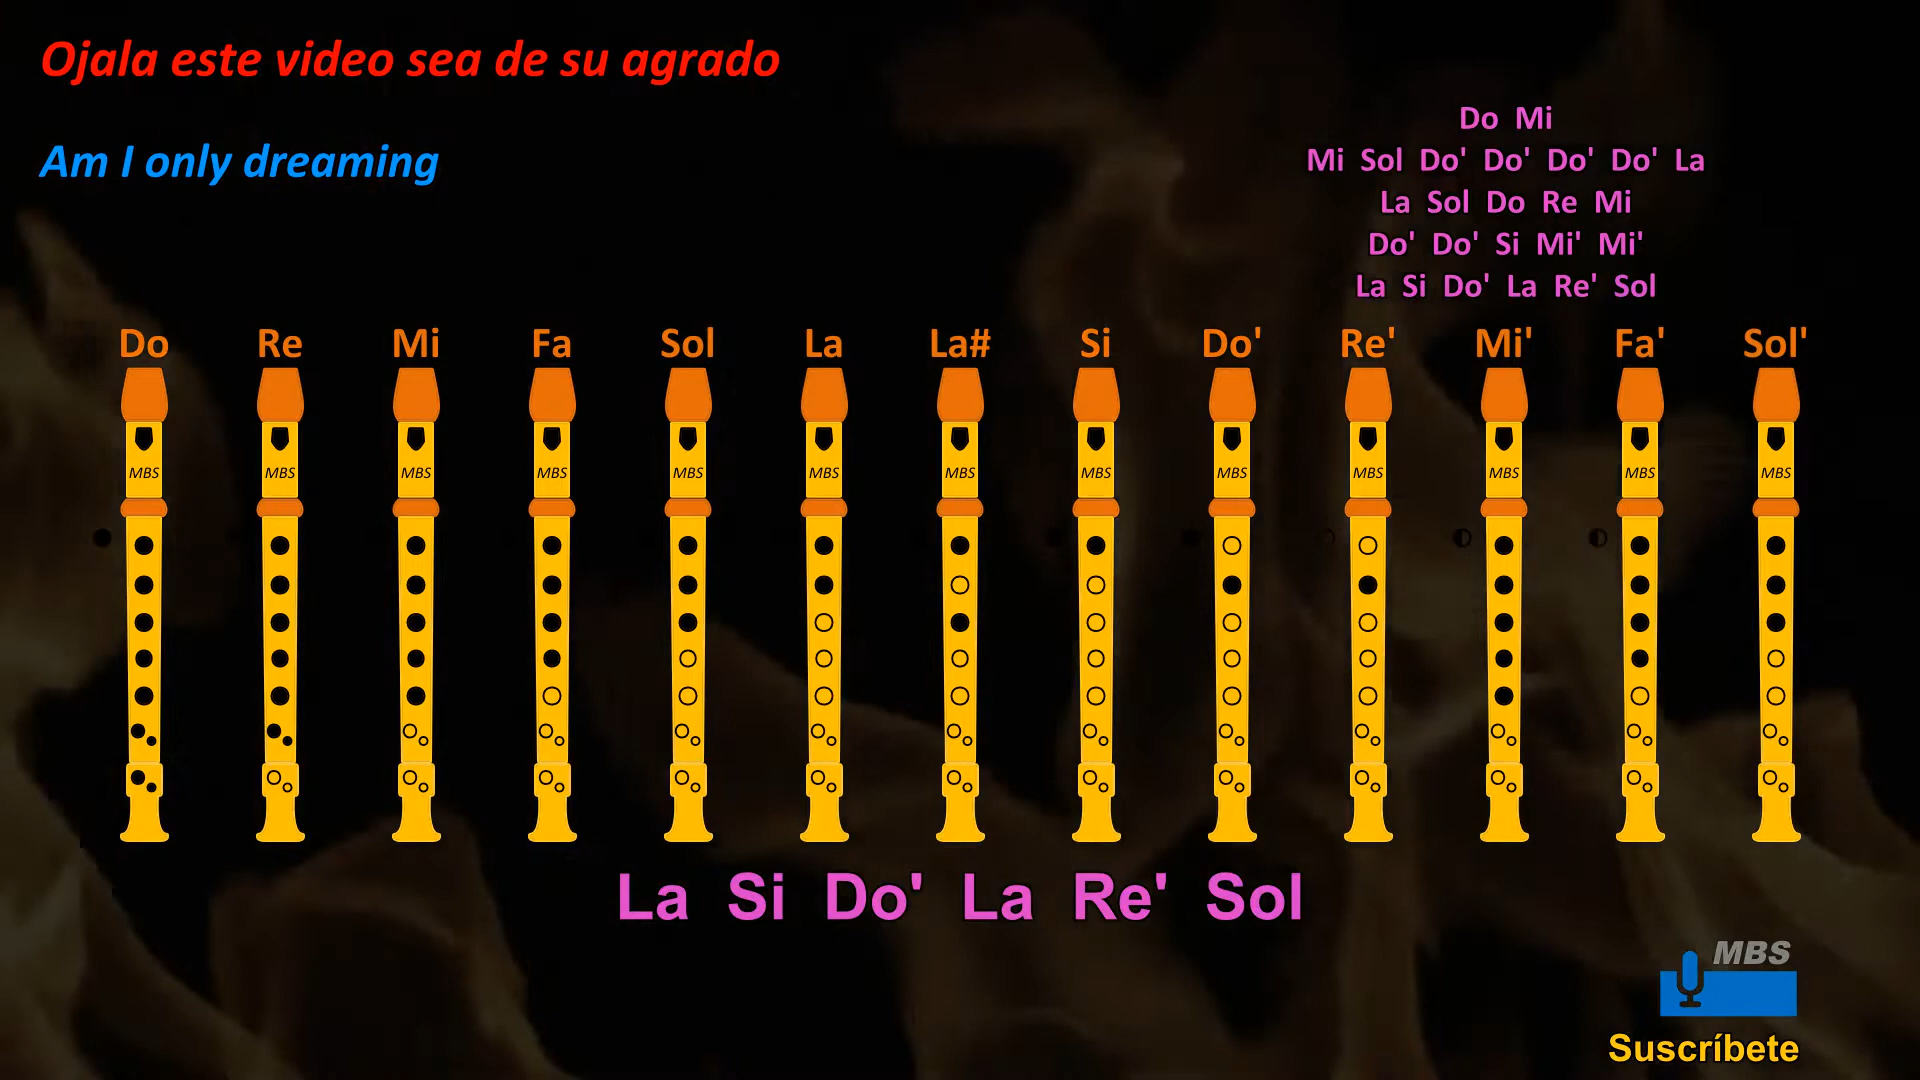 Ojala este video sea de su agrado
Am I only dreaming
Do Mi
Mi Sol Do' Do' Do' Do' La
La Sol Do Re Mi
Do' Do' Si Mi' Mi'
La Si Do' La Re' Sol
Do Re Mi Fa Sol La La# Si Do' Re' Mi' Fa' Sol'
MBS MBS MBS MBS MBS MBS MBS MBS MBS MBS MBS MBS MBS
La Si Do' La Re' Sol
MBS
Suscríbete